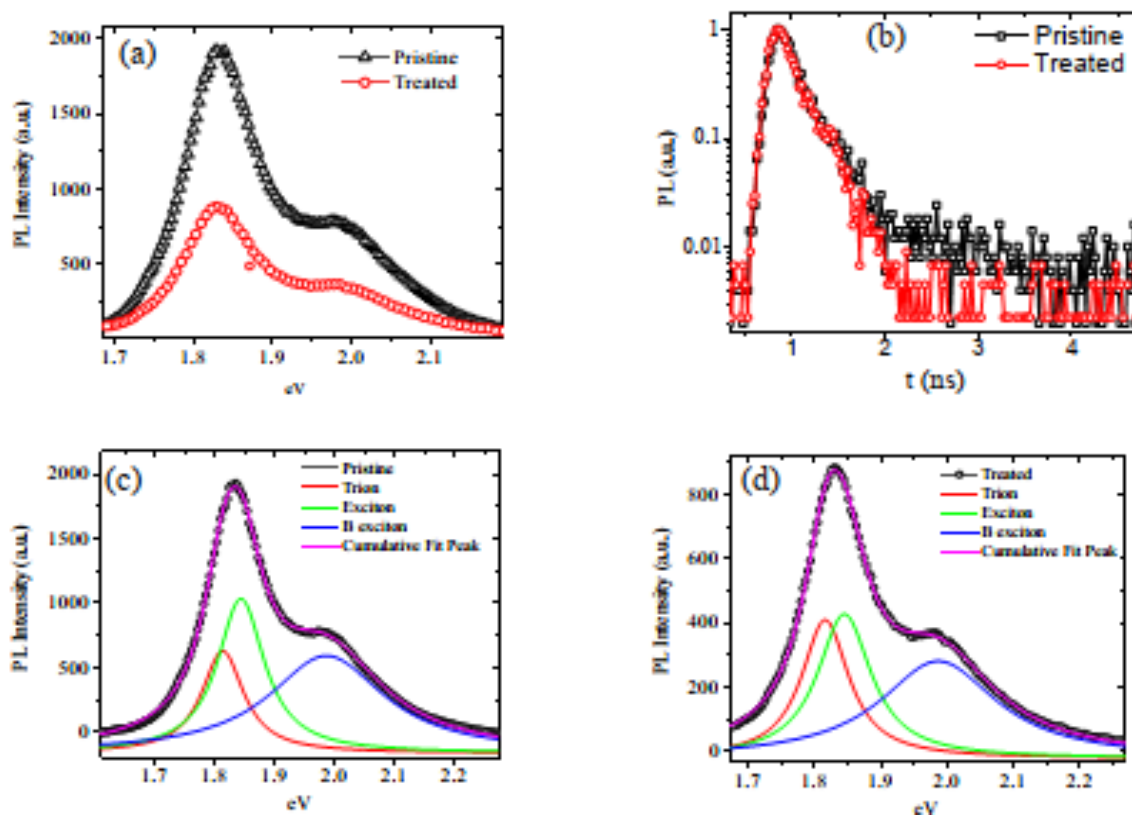 (a)
Pristine
Treated
2000
1500
1000
500
PL Intensity (a.u.)
1.7 1.8 1.9 2.0 2.1
eV
(b)
Pristine
Treated
1
0.1
0.01
PL (a.u.)
1 2 3 4
t (ns)
(c)
Pristine
Trion
Exciton
B exciton
Cumulative Fit Peak
2000
1500
1000
500
0
PL Intensity (a.u.)
1.7 1.8 1.9 2.0 2.1 2.2
eV
(d)
Treated
Trion
Exciton
B exciton
Cumulative Fit Peak
800
600
400
200
0
PL Intensity (a.u.)
1.7 1.8 1.9 2.0 2.1 2.2
eV